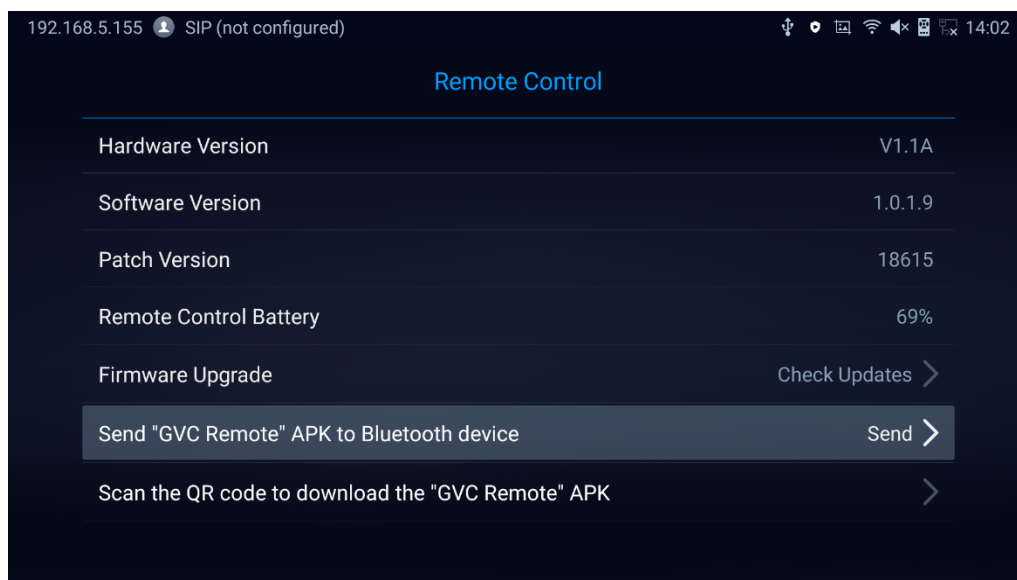 192.168.5.155 SIP (not configured) 14:02
Remote Control
Hardware Version V1.1A
Software Version 1.0.1.9
Patch Version 18615
Remote Control Battery 69%
Firmware Upgrade Check Updates
Send "GVC Remote" APK to Bluetooth device Send
Scan the QR code to download the "GVC Remote" APK